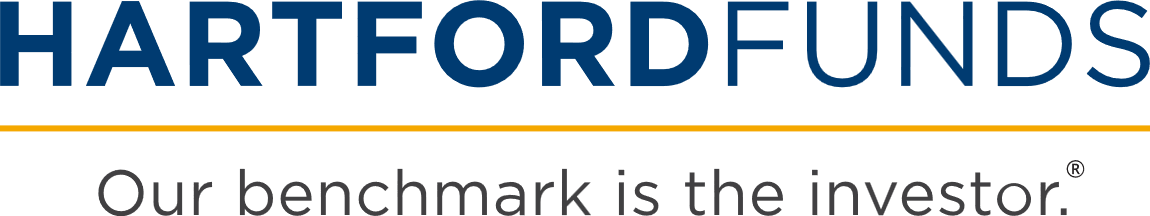 HARTFORDFUNDS
Our benchmark is the investor.®